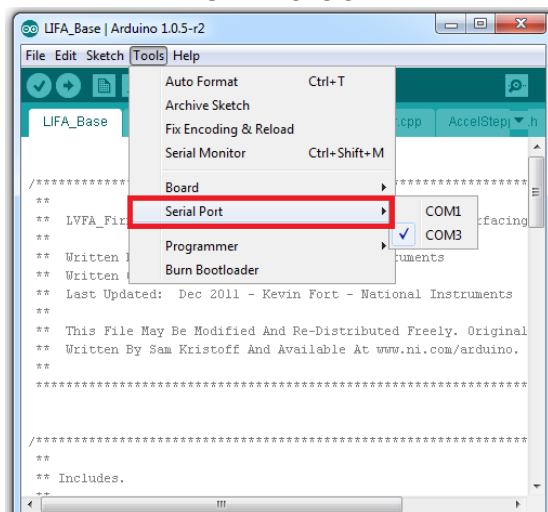 LIFA_Base | Arduino 1.0.5-r2
File Edit Sketch Tools Help
Auto Format Ctrl+T
Archive Sketch
Fix Encoding & Reload
Serial Monitor Ctrl+Shift+M
Board
Serial Port
Programmer
Burn Bootloader
COM1
COM3
LIFA_Base .cpp AccelStepp .h
/************
**
** LVFA_Fir facing
**
** Written uments
** Written
** Last Updated: Dec 2011 - Kevin Fort - National Instruments
**
** This File May Be Modified And Re-Distributed Freely. Original
** Written By Sam Kristoff And Available At www.ni.com/arduino.
**
*****************************************************************
/****************************************************************
**
** Includes.
**